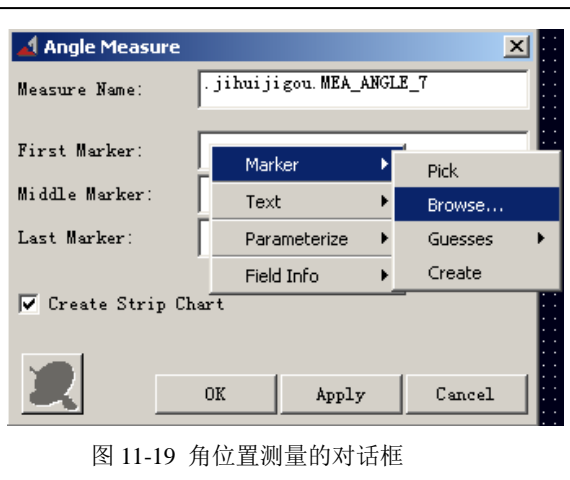 Angle Measure
Measure Name: .jihuijigou.MEA_ANGLE_7
First Marker:
Marker
Pick
Middle Marker:
Text
Browse...
Last Marker:
Parameterize
Guesses
Field Info
Create
Create Strip Chart
OK Apply Cancel
图 11-19 角位置测量的对话框